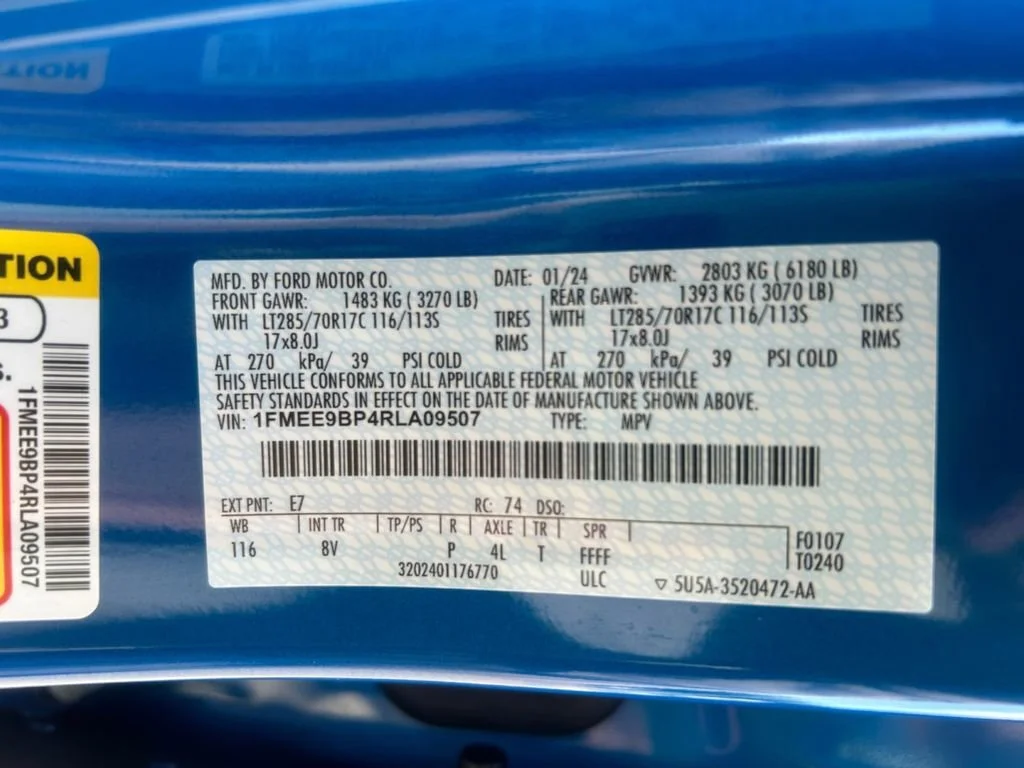 TION
3
S.
1FMEE9BP4RLA09507
MFD. BY FORD MOTOR CO. DATE: 01/24 GVWR: 2803 KG ( 6180 LB)
FRONT GAWR: 1483 KG ( 3270 LB) REAR GAWR: 1393 KG ( 3070 LB)
WITH LT285/70R17C 116/113S TIRES WITH LT285/70R17C 116/113S TIRES
17x8.0J RIMS 17x8.0J RIMS
AT 270 kPa/ 39 PSI COLD AT 270 kPa/ 39 PSI COLD
THIS VEHICLE CONFORMS TO ALL APPLICABLE FEDERAL MOTOR VEHICLE
SAFETY STANDARDS IN EFFECT ON THE DATE OF MANUFACTURE SHOWN ABOVE.
VIN: 1FMEE9BP4RLA09507 TYPE: MPV
EXT PNT: E7 RC: 74 DSO:
WB INT TR TP/PS R AXLE TR SPR
116 8V P 4L T FFFF F0107
T0240
3202401176770 ULC ▽ 5U5A-3520472-AA